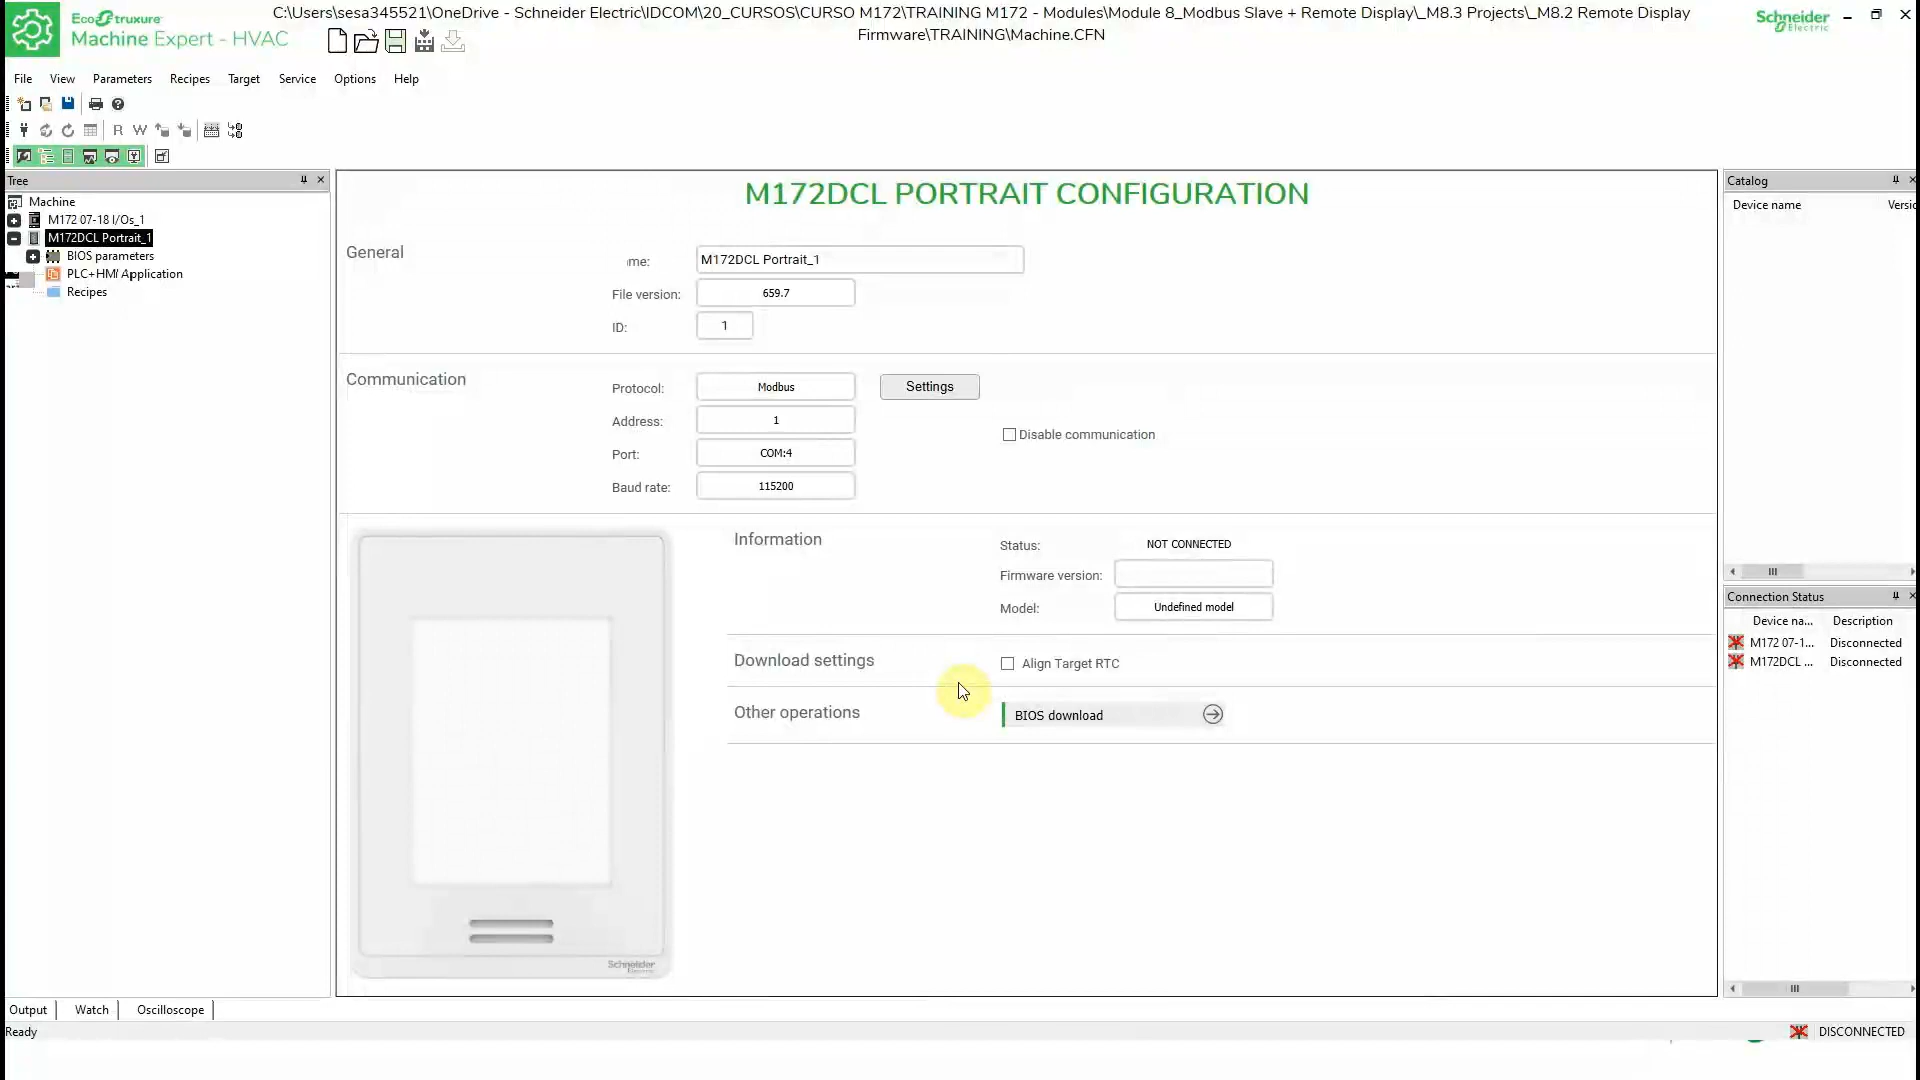 EcoStruxure
Machine Expert - HVAC
C:\Users\sesa345521\OneDrive - Schneider Electric\IDCOM\20_CURSOS\CURSO M172\TRAINING M172 - Modules\Module 8_Modbus Slave + Remote Display\_M8.3 Projects\_M8.2 Remote Display
Firmware\TRAINING\Machine.CFN
Schneider
Electric
File View Parameters Recipes Target Service Options Help
R W
Tree
Machine
M172 07-18 I/Os_1
M172DCL Portrait_1
BIOS parameters
PLC+HMI Application
Recipes
M172DCL PORTRAIT CONFIGURATION
General
me: M172DCL Portrait_1
File version: 659.7
ID: 1
Communication
Protocol: Modbus Settings
Address: 1
Disable communication
Port: COM:4
Baud rate: 115200
Information
Status: NOT CONNECTED
Firmware version:
Model: Undefined model
Download settings
Align Target RTC
Other operations
BIOS download
Schneider
Electric
Catalog
Device name Versic
Connection Status
Device na... Description
M172 07-1... Disconnected
M172DCL ... Disconnected
Output Watch Oscilloscope
Ready DISCONNECTED